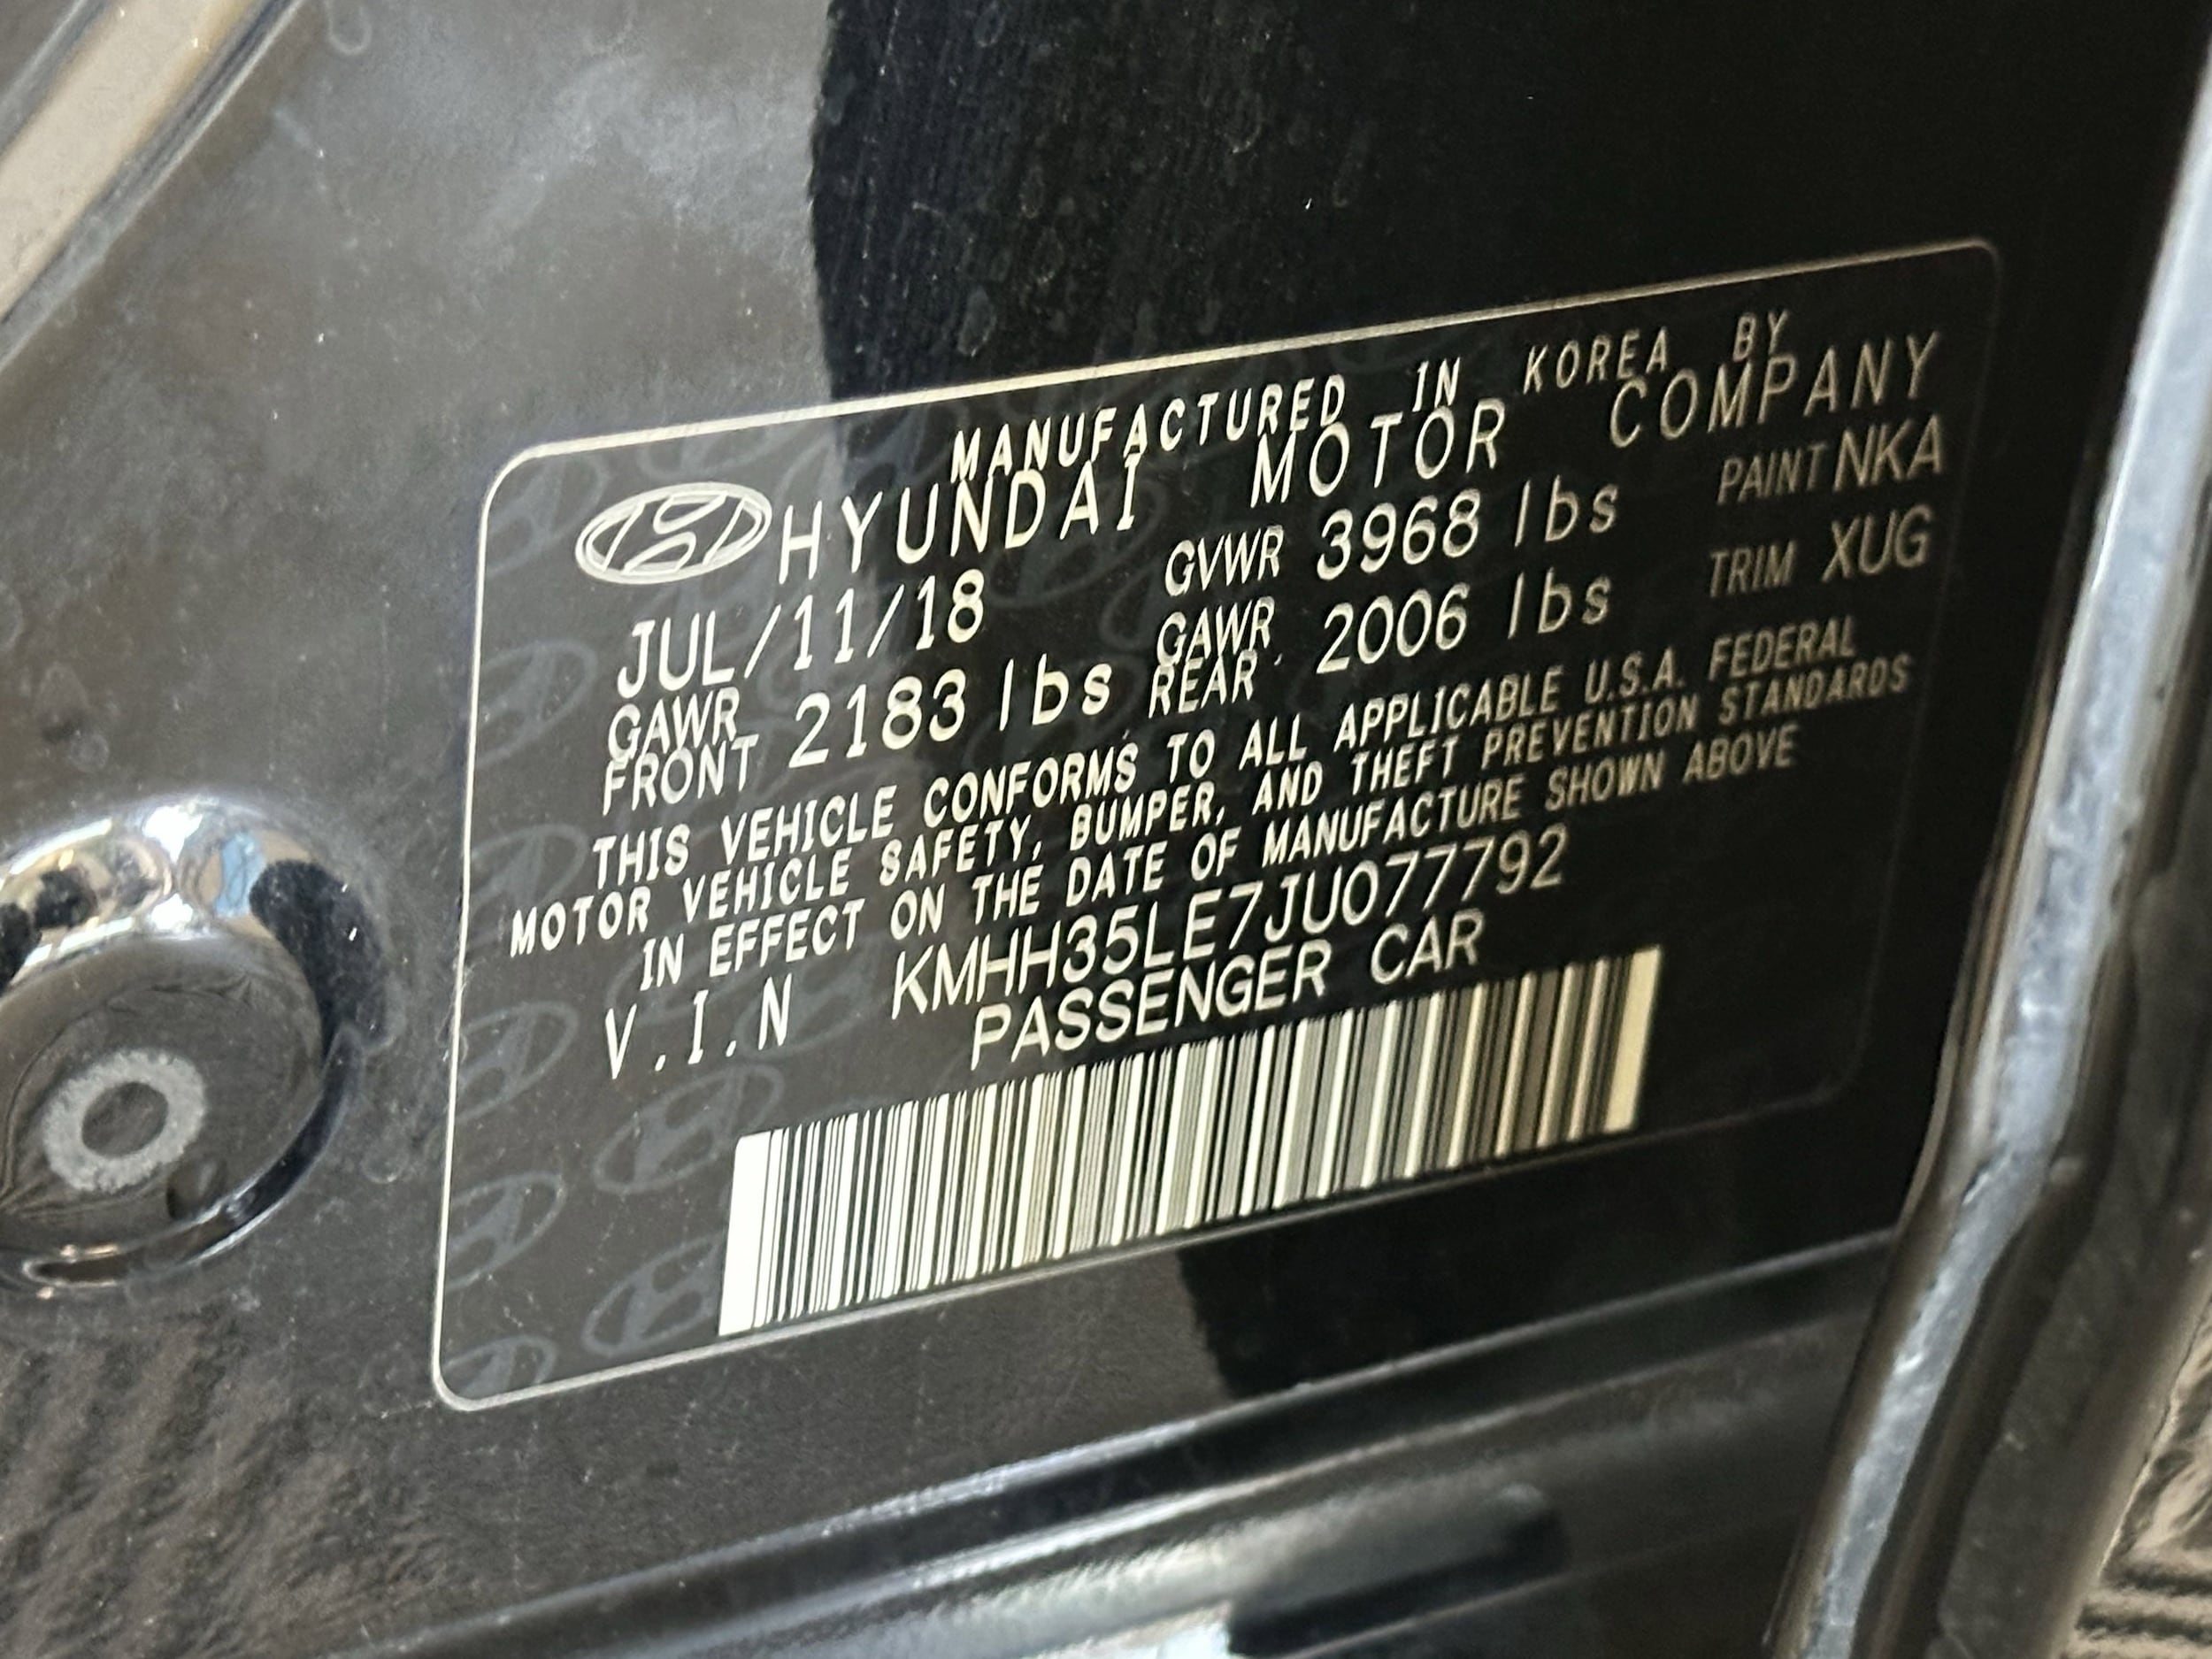 MANUFACTURED IN KOREA BY
HYUNDAI MOTOR COMPANY
JUL/11/18 GVWR 3968 lbs PAINT NKA
GAWR FRONT 2183 lbs GAWR REAR 2006 lbs TRIM XUG
THIS VEHICLE CONFORMS TO ALL APPLICABLE U.S.A. FEDERAL
MOTOR VEHICLE SAFETY, BUMPER, AND THEFT PREVENTION STANDARDS
IN EFFECT ON THE DATE OF MANUFACTURE SHOWN ABOVE
V.I.N KMHH35LE7JU077792
PASSENGER CAR